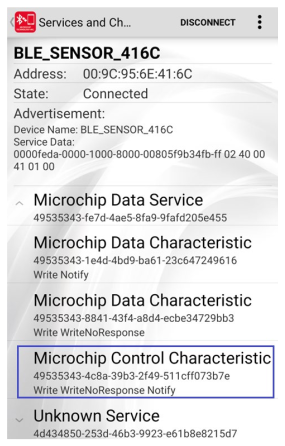 Services and Ch... DISCONNECT
BLE_SENSOR_416C
Address: 00:9C:95:6E:41:6C
State: Connected
Advertisement:
Device Name: BLE_SENSOR_416C
Service Data:
0000feda-0000-1000-8000-00805f9b34fb-ff 02 40 00
41 01 00
Microchip Data Service
49535343-fe7d-4ae5-8fa9-9fafd205e455
Microchip Data Characteristic
49535343-1e4d-4bd9-ba61-23c647249616
Write Notify
Microchip Data Characteristic
49535343-8841-43f4-a8d4-ecbe34729bb3
Write WriteNoResponse
Microchip Control Characteristic
49535343-4c8a-39b3-2f49-511cff073b7e
Write WriteNoResponse Notify
Unknown Service
4d434850-253d-46b3-9923-e61b8e8215d7